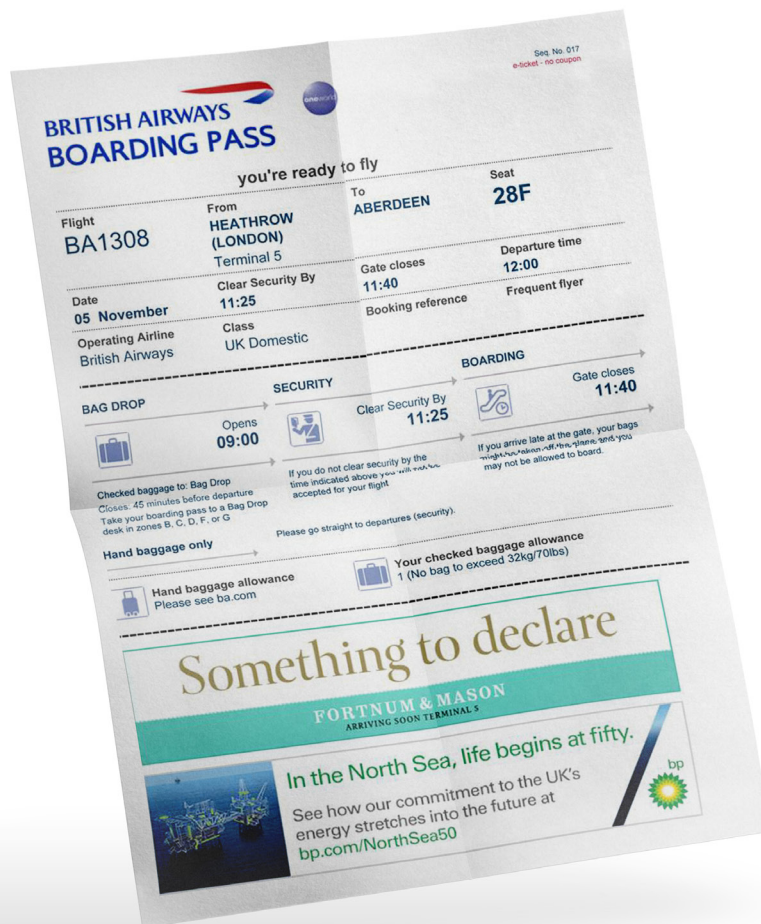 Seq. No. 017
e-ticket - no coupon
BRITISH AIRWAYS
oneworld
BOARDING PASS
you're ready to fly
Flight
BA1308
From
HEATHROW
(LONDON)
Terminal 5
To
ABERDEEN
Seat
28F
Date
05 November
Clear Security By
11:25
Gate closes
11:40
Departure time
12:00
Operating Airline
British Airways
Class
UK Domestic
Booking reference
Frequent flyer
BAG DROP
Opens
09:00
SECURITY
Clear Security By
11:25
BOARDING
Gate closes
11:40
Checked baggage to: Bag Drop
Closes: 45 minutes before departure
Take your boarding pass to a Bag Drop
desk in zones B, C, D, F, or G
If you do not clear security by the
time indicated above you will not be
accepted for your flight
If you arrive late at the gate, your bags
might be taken off the plane and you
may not be allowed to board.
Hand baggage only
Please go straight to departures (security).
Hand baggage allowance
Please see ba.com
Your checked baggage allowance
1 (No bag to exceed 32kg/70lbs)
Something to declare
FORTNUM & MASON
ARRIVING SOON TERMINAL 5
In the North Sea, life begins at fifty.
See how our commitment to the UK's
energy stretches into the future at
bp.com/NorthSea50
bp